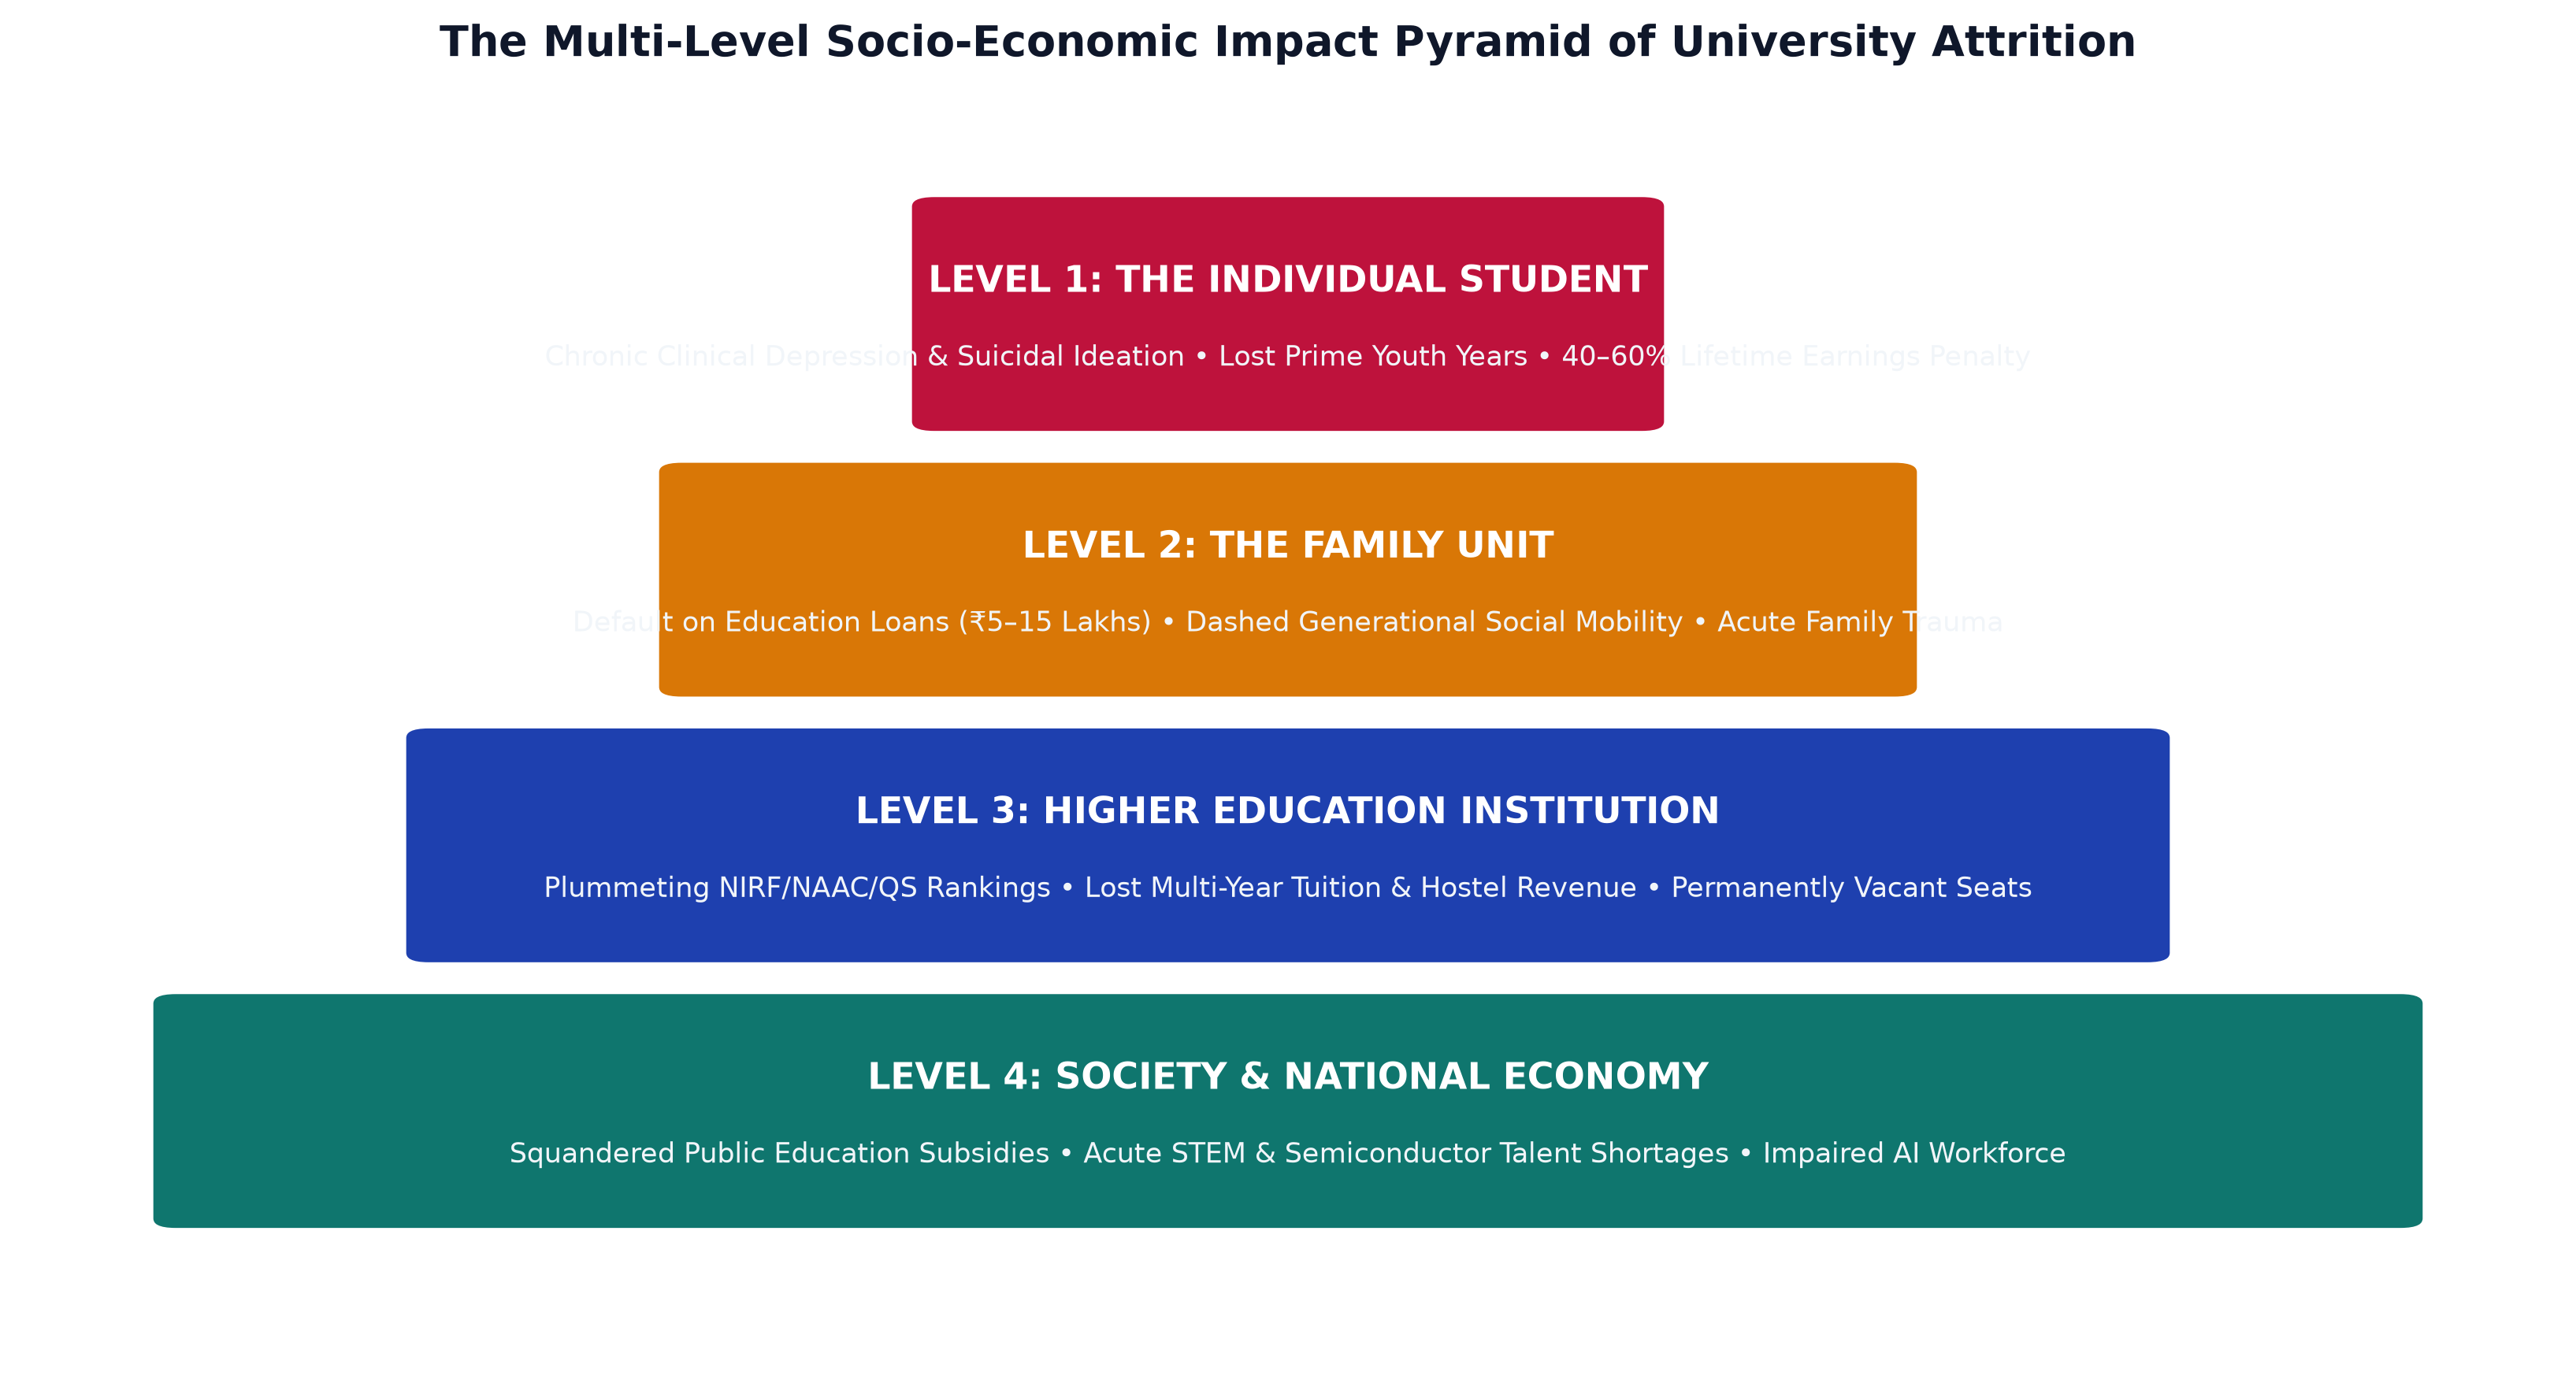 The Multi-Level Socio-Economic Impact Pyramid of University Attrition
LEVEL 1: THE INDIVIDUAL STUDENT
Chronic Clinical Depression & Suicidal Ideation • Lost Prime Youth Years • 40–60% Lifetime Earnings Penalty
LEVEL 2: THE FAMILY UNIT
Default on Education Loans (₹5–15 Lakhs) • Dashed Generational Social Mobility • Acute Family Trauma
LEVEL 3: HIGHER EDUCATION INSTITUTION
Plummeting NIRF/NAAC/QS Rankings • Lost Multi-Year Tuition & Hostel Revenue • Permanently Vacant Seats
LEVEL 4: SOCIETY & NATIONAL ECONOMY
Squandered Public Education Subsidies • Acute STEM & Semiconductor Talent Shortages • Impaired AI Workforce